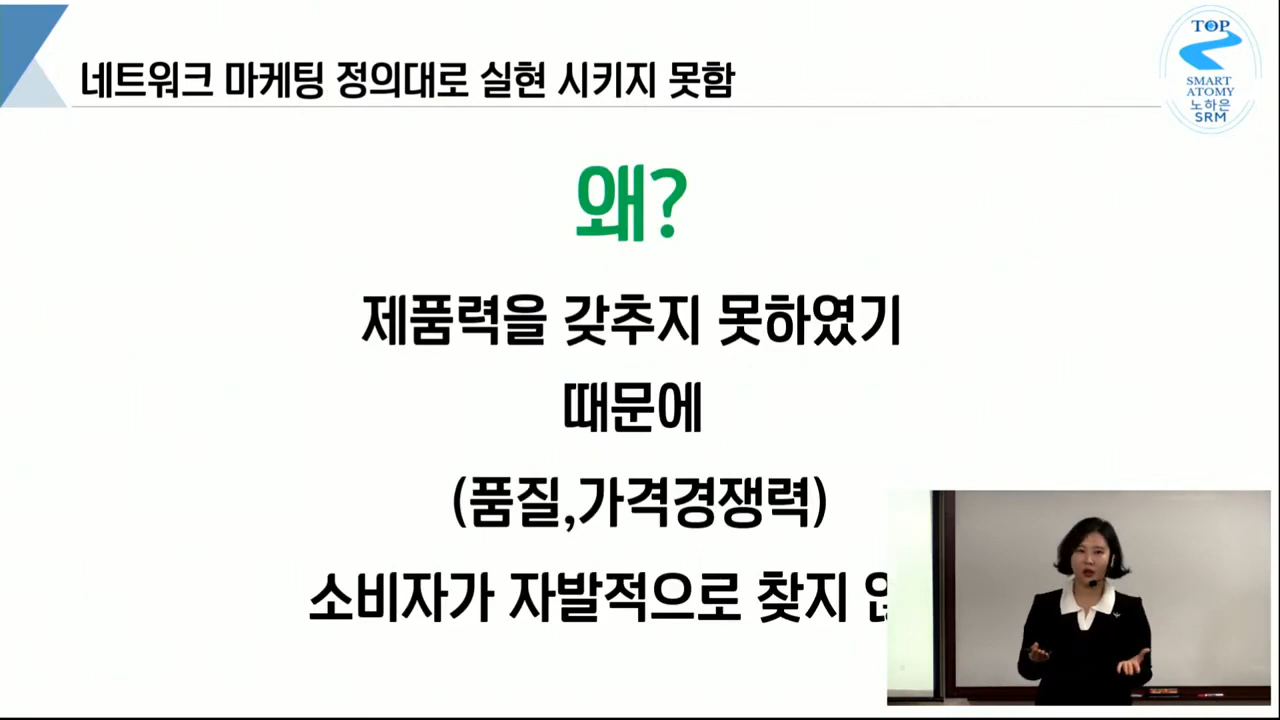 네트워크 마케팅 정의대로 실현 시키지 못함
TOP
SMART
ATOMY
노하은
SRM
왜?
제품력을 갖추지 못하였기
때문에
(품질,가격경쟁력)
소비자가 자발적으로 찾지